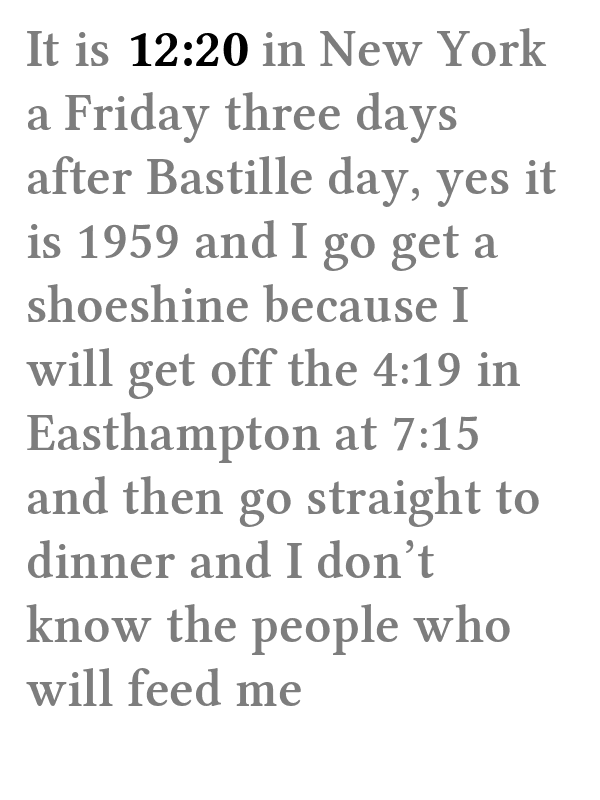 It is 12:20 in New York
a Friday three days
after Bastille day, yes it
is 1959 and I go get a
shoeshine because I
will get off the 4:19 in
Easthampton at 7:15
and then go straight to
dinner and I don’t
know the people who
will feed me